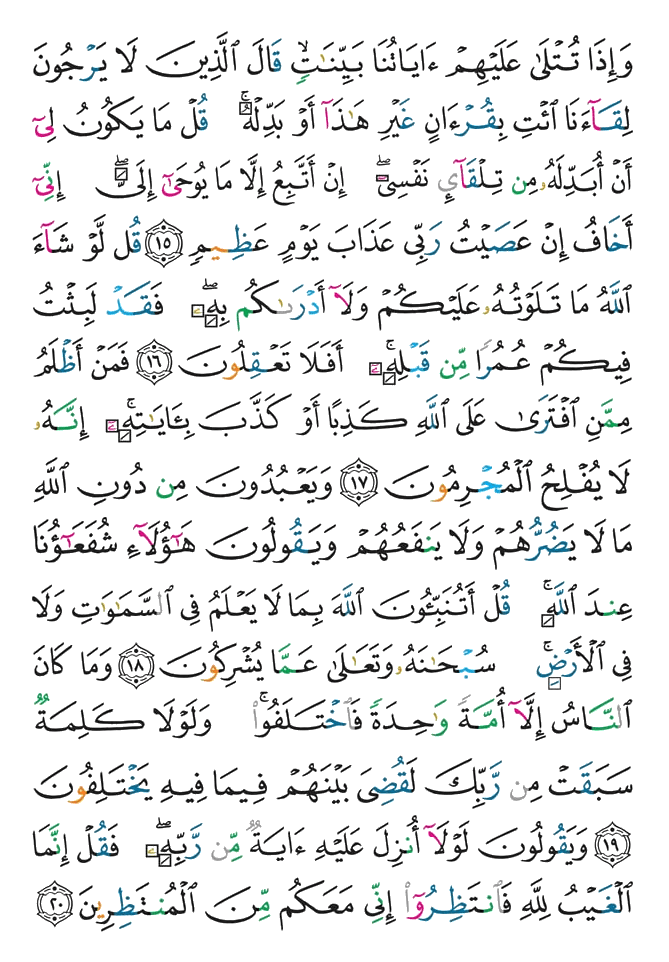 وَإِذَا تُتْلَىٰ عَلَيْهِمْ ءَايَاتُنَا بَيِّنَٰتٍۙ قَالَ ٱلَّذِينَ لَا يَرْجُونَ
لِقَآءَنَا ٱئْتِ بِقُرْءَانٍ غَيْرِ هَٰذَآ أَوْ بَدِّلْهُۚ قُلْ مَا يَكُونُ لِىٓ
أَنْ أُبَدِّلَهُۥ مِن تِلْقَآئِ نَفْسِىٓۖ إِنْ أَتَّبِعُ إِلَّا مَا يُوحَىٰٓ إِلَىَّۖ إِنِّىٓ
أَخَافُ إِنْ عَصَيْتُ رَبِّى عَذَابَ يَوْمٍ عَظِيمٍ ١٥ قُل لَّوْ شَآءَ
ٱللَّهُ مَا تَلَوْتُهُۥ عَلَيْكُمْ وَلَآ أَدْرَىٰكُم بِهِۦۖ فَقَدْ لَبِثْتُ
فِيكُمْ عُمُرًا مِّن قَبْلِهِۦٓۚ أَفَلَا تَعْقِلُونَ ١٦ فَمَنْ أَظْلَمُ
مِمَّنِ ٱفْتَرَىٰ عَلَى ٱللَّهِ كَذِبًا أَوْ كَذَّبَ بِـَٔايَٰتِهِۦٓۚ إِنَّهُۥ
لَا يُفْلِحُ ٱلْمُجْرِمُونَ ١٧ وَيَعْبُدُونَ مِن دُونِ ٱللَّهِ
مَا لَا يَضُرُّهُمْ وَلَا يَنفَعُهُمْ وَيَقُولُونَ هَٰٓؤُلَآءِ شُفَعَٰٓؤُنَا
عِندَ ٱللَّهِۚ قُلْ أَتُنَبِّـُٔونَ ٱللَّهَ بِمَا لَا يَعْلَمُ فِى ٱلسَّمَٰوَٰتِ وَلَا
فِى ٱلْأَرْضِۚ سُبْحَٰنَهُۥ وَتَعَٰلَىٰ عَمَّا يُشْرِكُونَ ١٨ وَمَا كَانَ
ٱلنَّاسُ إِلَّآ أُمَّةً وَٰحِدَةً فَٱخْتَلَفُوا۟ۚ وَلَوْلَا كَلِمَةٌ
سَبَقَتْ مِن رَّبِّكَ لَقُضِىَ بَيْنَهُمْ فِيمَا فِيهِ يَخْتَلِفُونَ
١٩ وَيَقُولُونَ لَوْلَآ أُنزِلَ عَلَيْهِ ءَايَةٌ مِّن رَّبِّهِۦۖ فَقُلْ إِنَّمَا
ٱلْغَيْبُ لِلَّهِ فَٱنتَظِرُوٓا۟ إِنِّى مَعَكُم مِّنَ ٱلْمُنتَظِرِينَ ٢٠